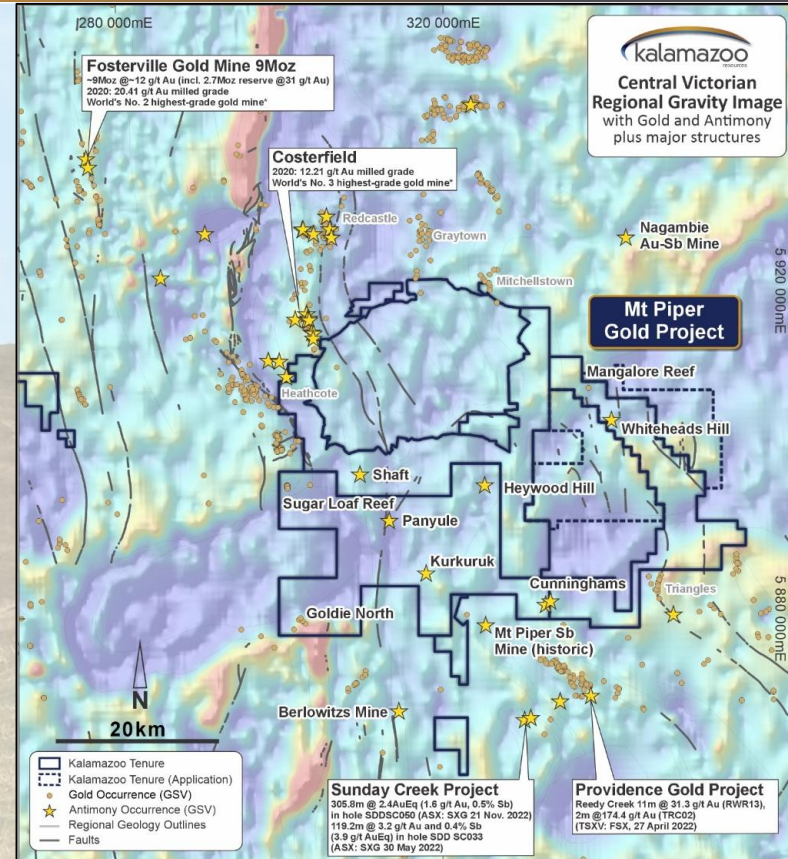 280 000mE
320 000mE
kalamazoo
resources
Central Victorian
Regional Gravity Image
with Gold and Antimony
plus major structures
Fosterville Gold Mine 9Moz
~9Moz @~12 g/t Au (incl. 2.7Moz reserve @31 g/t Au)
2020: 20.41 g/t Au milled grade
World's No. 2 highest-grade gold mine*
Costerfield
2020: 12.21 g/t Au milled grade
World's No. 3 highest-grade gold mine*
Redcastle
Graytown
Nagambie
Au-Sb Mine
5 920 000mE
Mitchellstown
Mt Piper
Gold Project
Mangalore Reef
Heathcote
Whiteheads Hill
Shaft
Heywood Hill
Sugar Loaf Reef
Panyule
Kurkuruk
Cunninghams
Triangles
5 880 000mE
Goldie North
Mt Piper Sb
Mine (historic)
N
20km
Berlowitzs Mine
Kalamazoo Tenure
Kalamazoo Tenure (Application)
Gold Occurrence (GSV)
Antimony Occurrence (GSV)
Regional Geology Outlines
Faults
Sunday Creek Project
305.8m @ 2.4AuEq (1.6 g/t Au, 0.5% Sb)
in hole SDDSC050 (ASX: SXG 21 Nov. 2022)
119.2m @ 3.2 g/t Au and 0.4% Sb
(3.9 g/t AuEq) in hole SDD SC033
(ASX: SXG 30 May 2022)
Providence Gold Project
Reedy Creek 11m @ 31.3 g/t Au (RWR13),
2m @174.4 g/t Au (TRC02)
(TSXV: FSX, 27 April 2022)